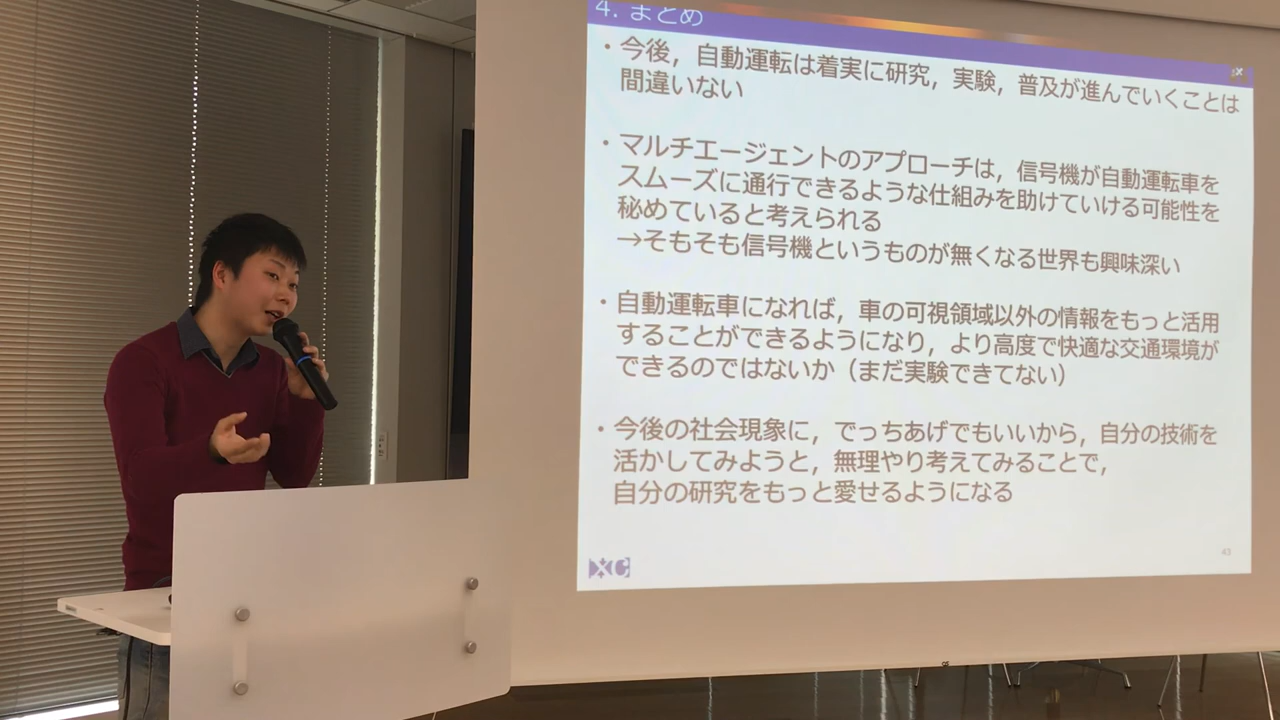 4. まとめ
・今後，自動運転は着実に研究，実験，普及が進んでいくことは
間違いない
・マルチエージェントのアプローチは，信号機が自動運転車を
スムーズに通行できるような仕組みを助けていける可能性を
秘めていると考えられる
→そもそも信号機というものが無くなる世界も興味深い
・自動運転車になれば，車の可視領域以外の情報をもっと活用
することができるようになり，より高度で快適な交通環境が
できるのではないか（まだ実験できてない）
・今後の社会現象に，でっちあげでもいいから，自分の技術を
活かしてみようと，無理やり考えてみることで，
自分の研究をもっと愛せるようになる
43